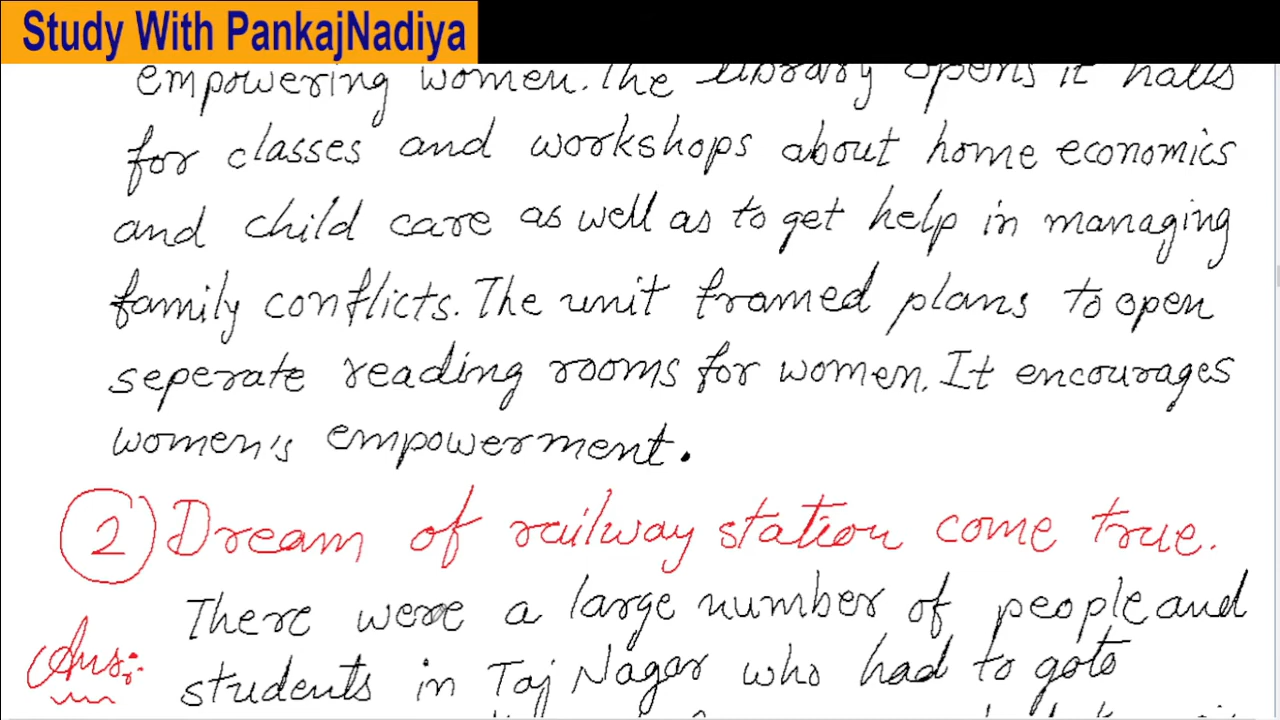 Study With PankajNadiya
empowering women. The library opens it halls
for classes and workshops about home economics
and child care as well as to get help in managing
family conflicts. The unit framed plans to open
seperate reading rooms for women. It encourages
women's empowerment.
2 Dream of railway station come true.
There were a large number of people and
Ans:
students in Taj Nagar who had to goto